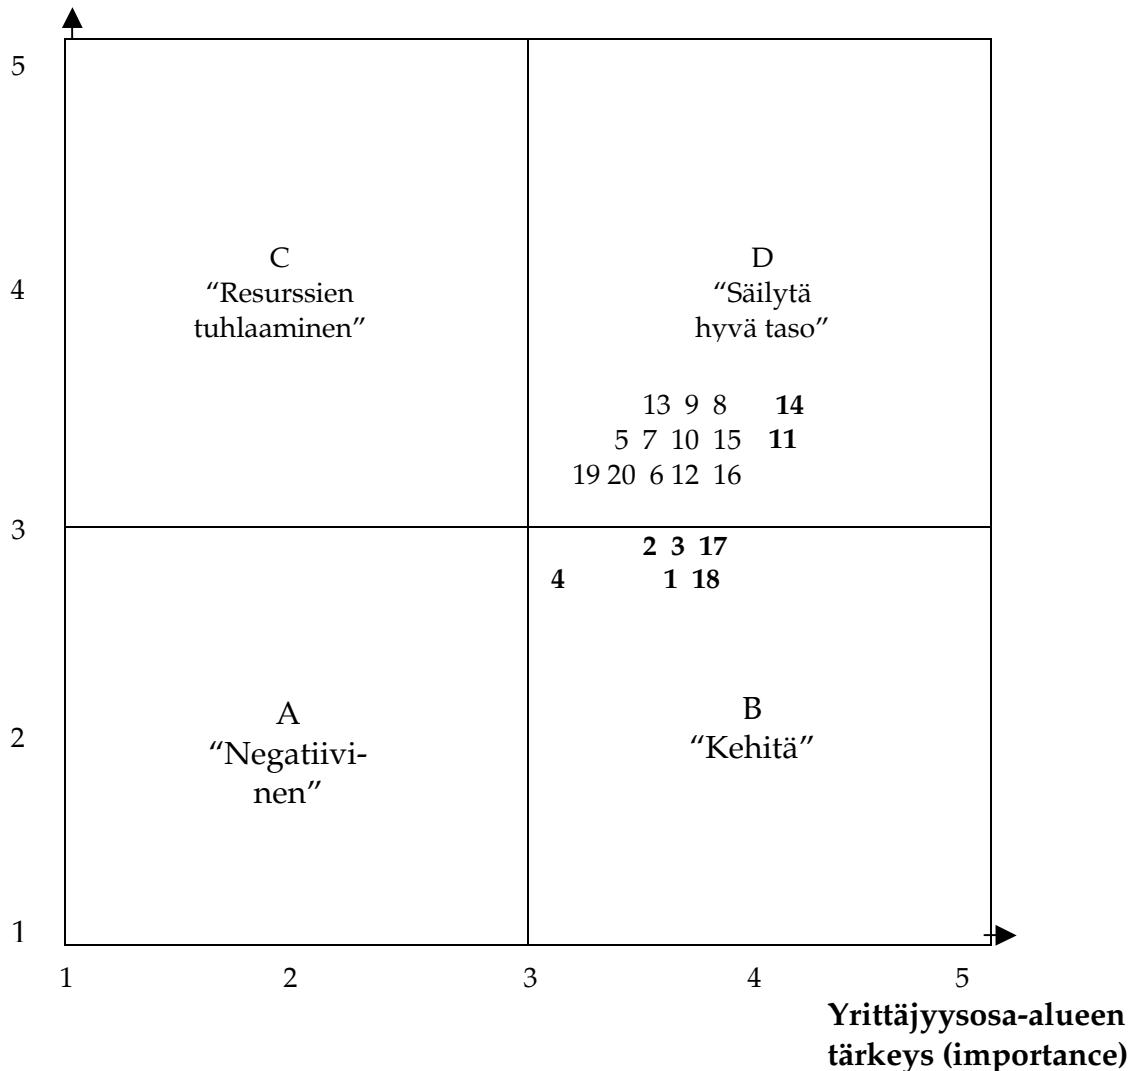 5
C
“Resurssien
tuhlaaminen”
D
“Säilytä
hyvä taso”
4
13 9 8 14
5 7 10 15 11
19 20 6 12 16
3
2 3 17
4 1 18
A
“Negatiivi-
nen”
B
“Kehitä”
2
1
1 2 3 4 5
Yrittäjyysosa-alueen
tärkeys (importance)